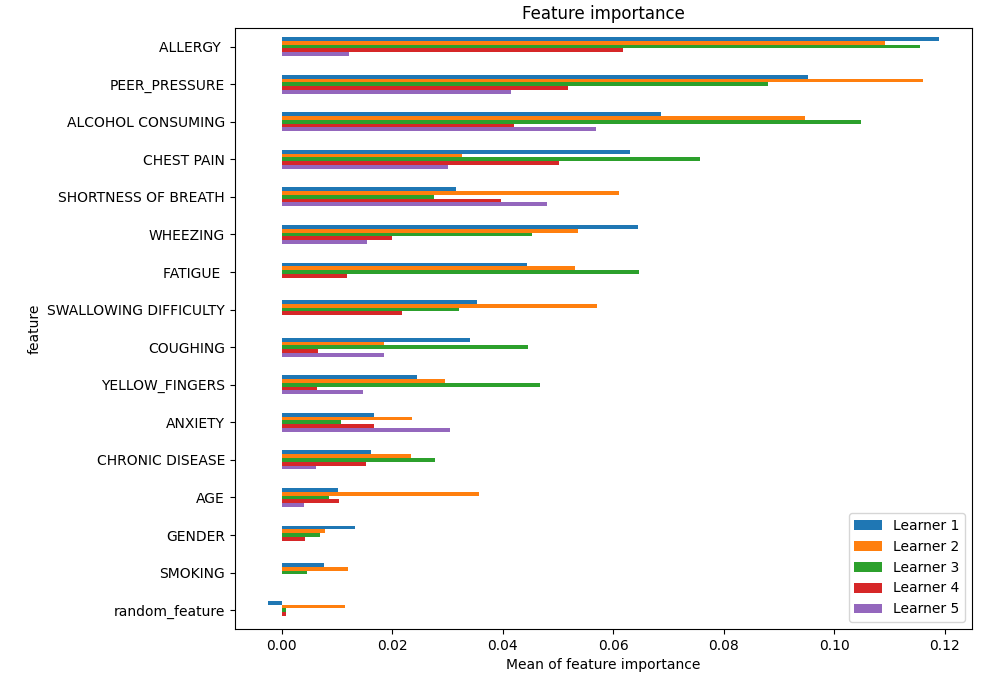 Feature importance
ALLERGY
PEER_PRESSURE
ALCOHOL CONSUMING
CHEST PAIN
SHORTNESS OF BREATH
WHEEZING
FATIGUE
SWALLOWING DIFFICULTY
COUGHING
YELLOW_FINGERS
ANXIETY
CHRONIC DISEASE
AGE
GENDER
SMOKING
random_feature
feature
Learner 1
Learner 2
Learner 3
Learner 4
Learner 5
0.00 0.02 0.04 0.06 0.08 0.10 0.12
Mean of feature importance